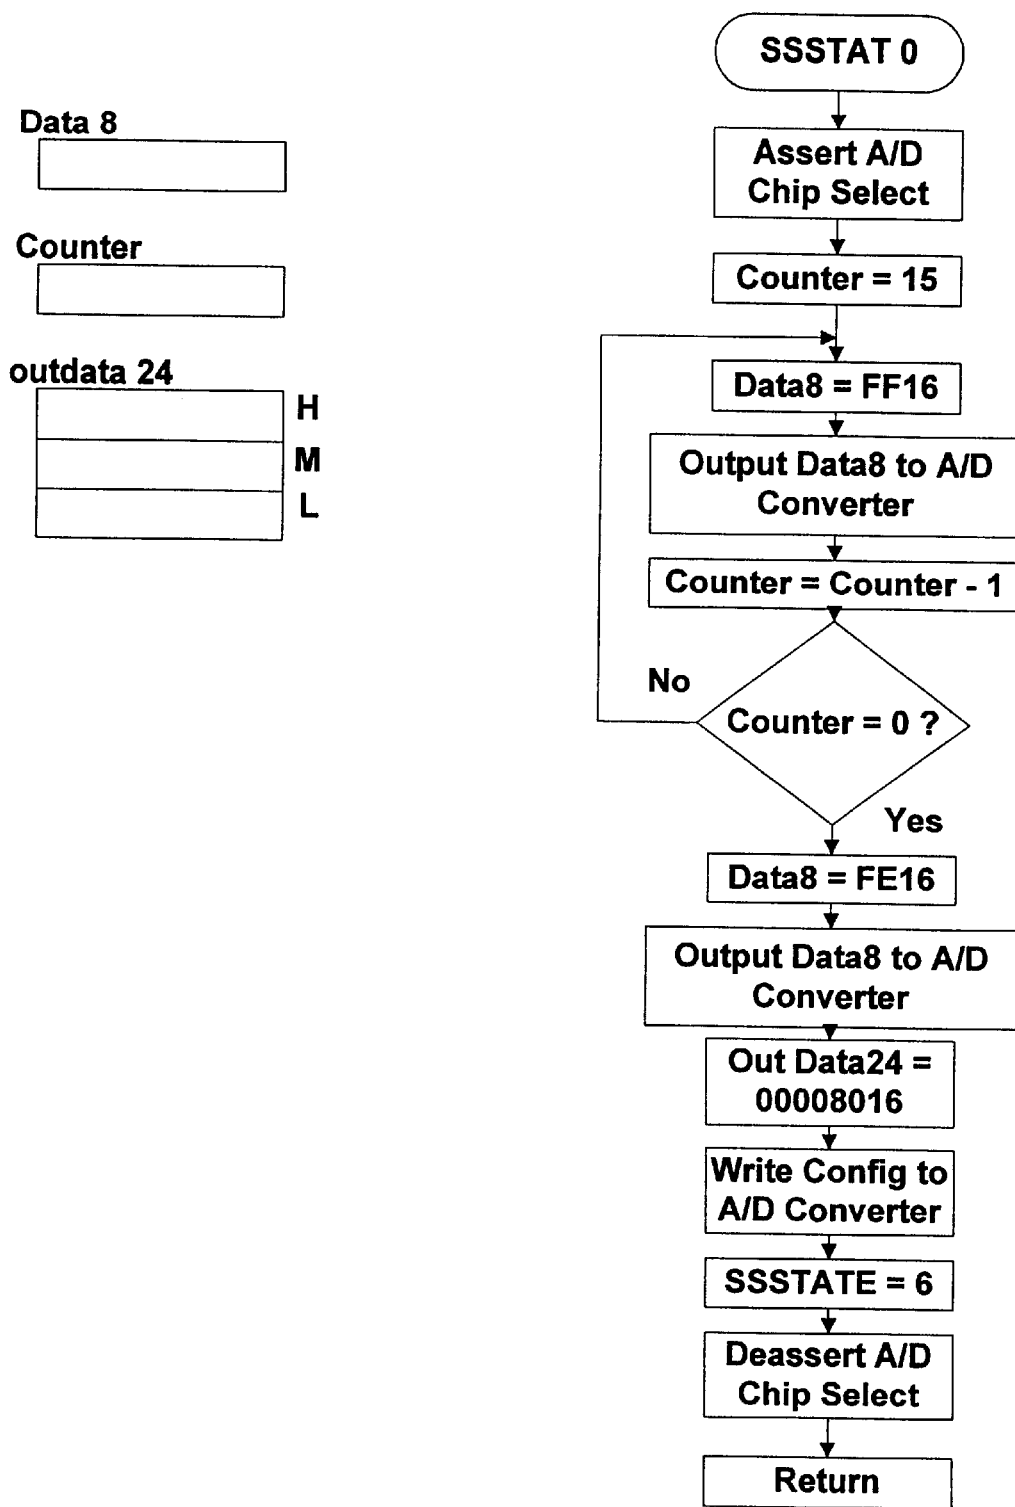 Data 8
Counter
outdata 24
H
M
L
SSSTAT 0
Assert A/D
Chip Select
Counter = 15
Data8 = FF16
Output Data8 to A/D
Converter
Counter = Counter - 1
No
Counter = 0 ?
Yes
Data8 = FE16
Output Data8 to A/D
Converter
Out Data24 =
00008016
Write Config to
A/D Converter
SSSTATE = 6
Deassert A/D
Chip Select
Return